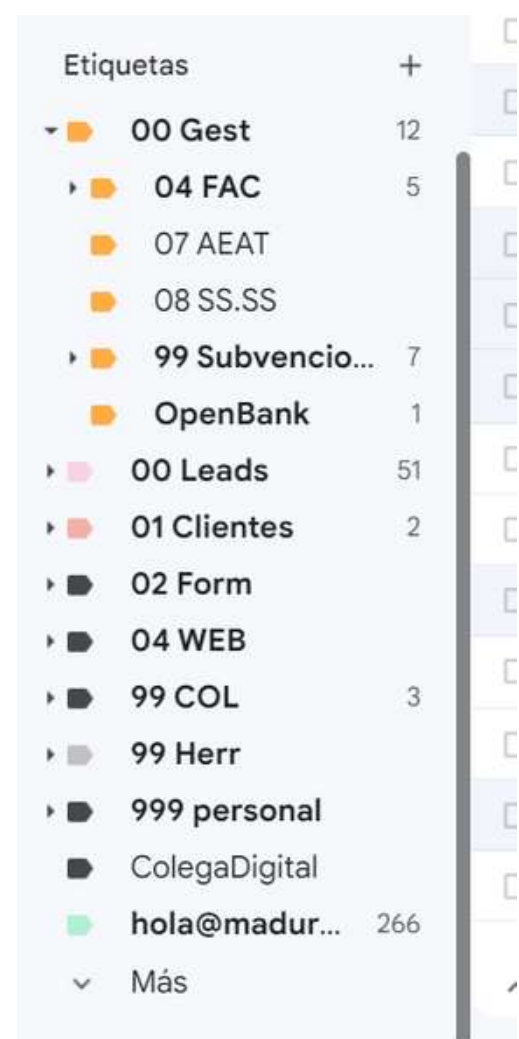 Etiquetas +
00 Gest 12
04 FAC 5
07 AEAT
08 SS.SS
99 Subvencio... 7
OpenBank 1
00 Leads 51
01 Clientes 2
02 Form
04 WEB
99 COL 3
99 Herr
999 personal
ColegaDigital
hola@madur... 266
Más